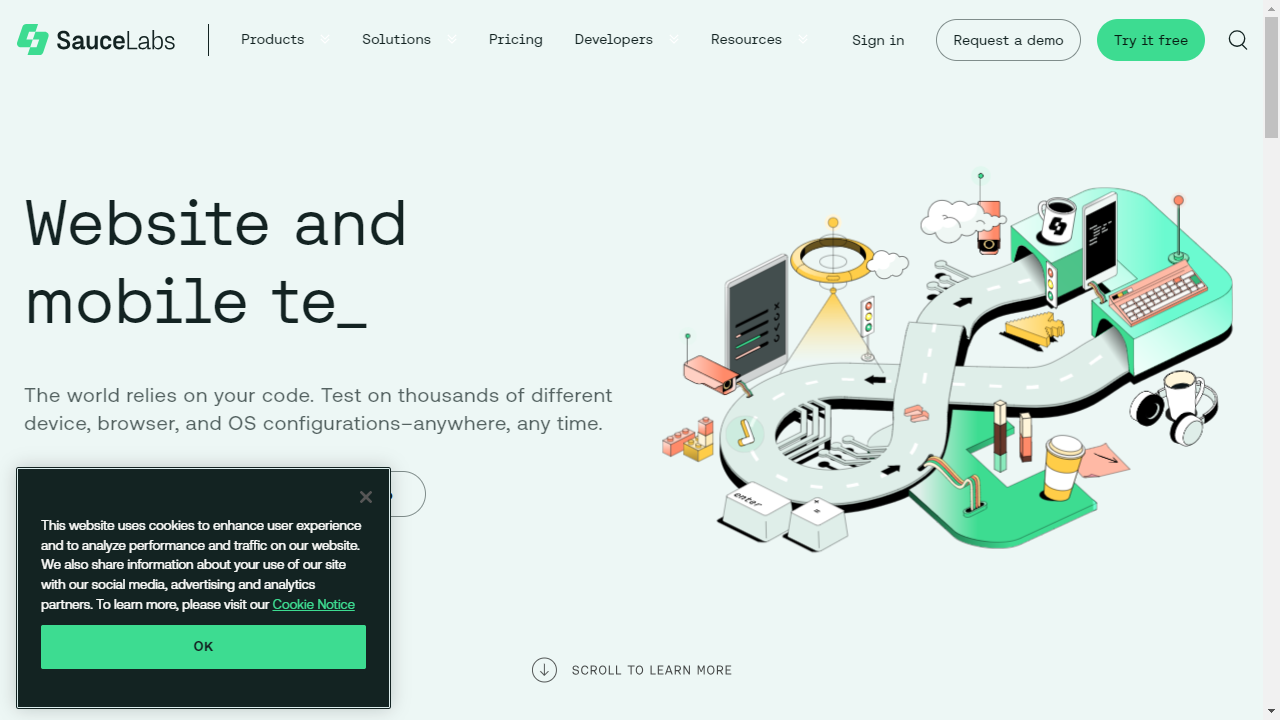 SauceLabs
Products
Solutions
Pricing
Developers
Resources
Sign in
Request a demo
Try it free
Website and
mobile te_
The world relies on your code. Test on thousands of different
device, browser, and OS configurations–anywhere, any time.
This website uses cookies to enhance user experience
and to analyze performance and traffic on our website.
We also share information about your use of our site
with our social media, advertising and analytics
partners. To learn more, please visit our Cookie Notice
OK
enter
+
=
SCROLL TO LEARN MORE